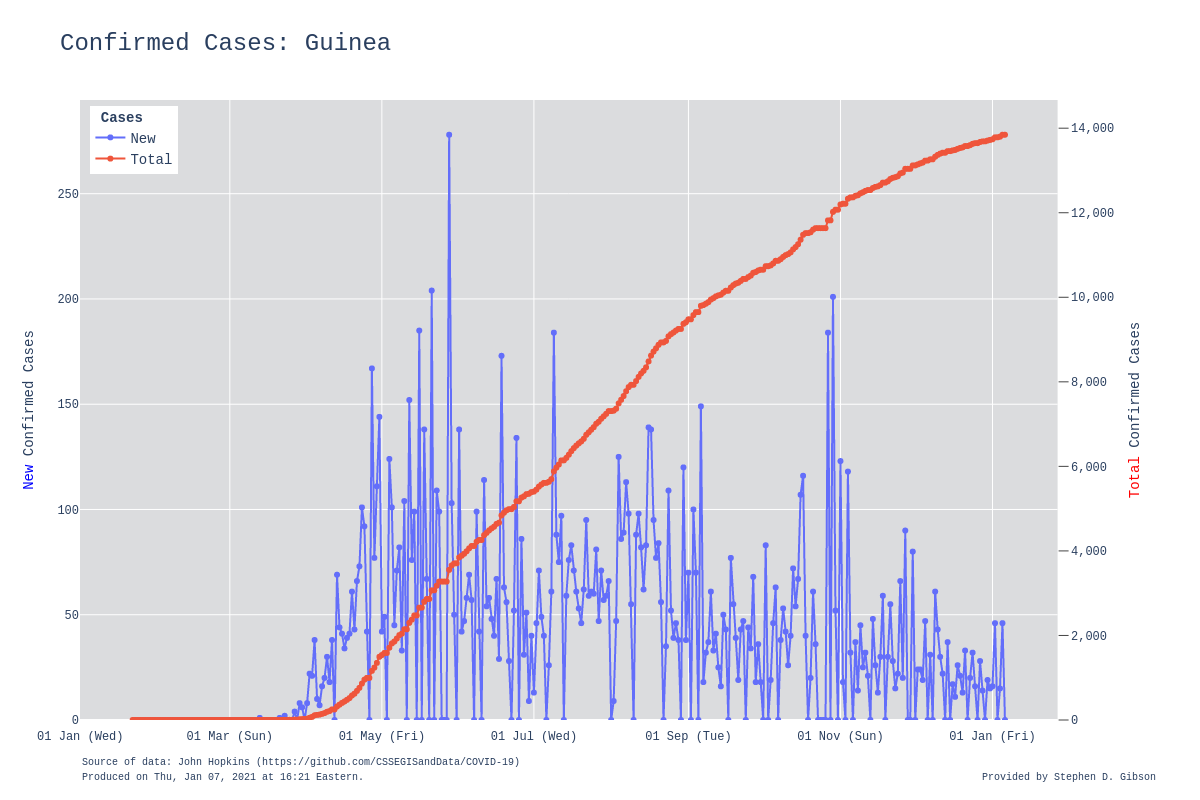 Confirmed Cases: Guinea
Cases
New
Total
250
200
150
100
50
0
14,000
12,000
10,000
8,000
6,000
4,000
2,000
0
New Confirmed Cases
Total Confirmed Cases
01 Jan (Wed)
01 Mar (Sun)
01 May (Fri)
01 Jul (Wed)
01 Sep (Tue)
01 Nov (Sun)
01 Jan (Fri)
Source of data: John Hopkins (https://github.com/CSSEGISandData/COVID-19)
Produced on Thu, Jan 07, 2021 at 16:21 Eastern.
Provided by Stephen D. Gibson